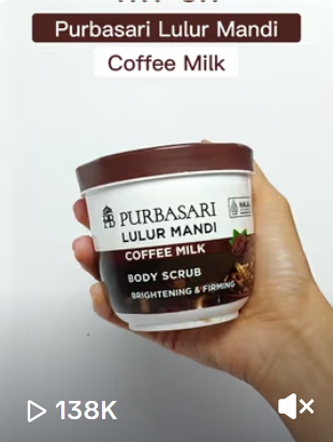 Purbasari Lulur Mandi
Coffee Milk
PURBASARI
LULUR MANDI
COFFEE MILK
BODY SCRUB
BRIGHTENING & FIRMING
138K